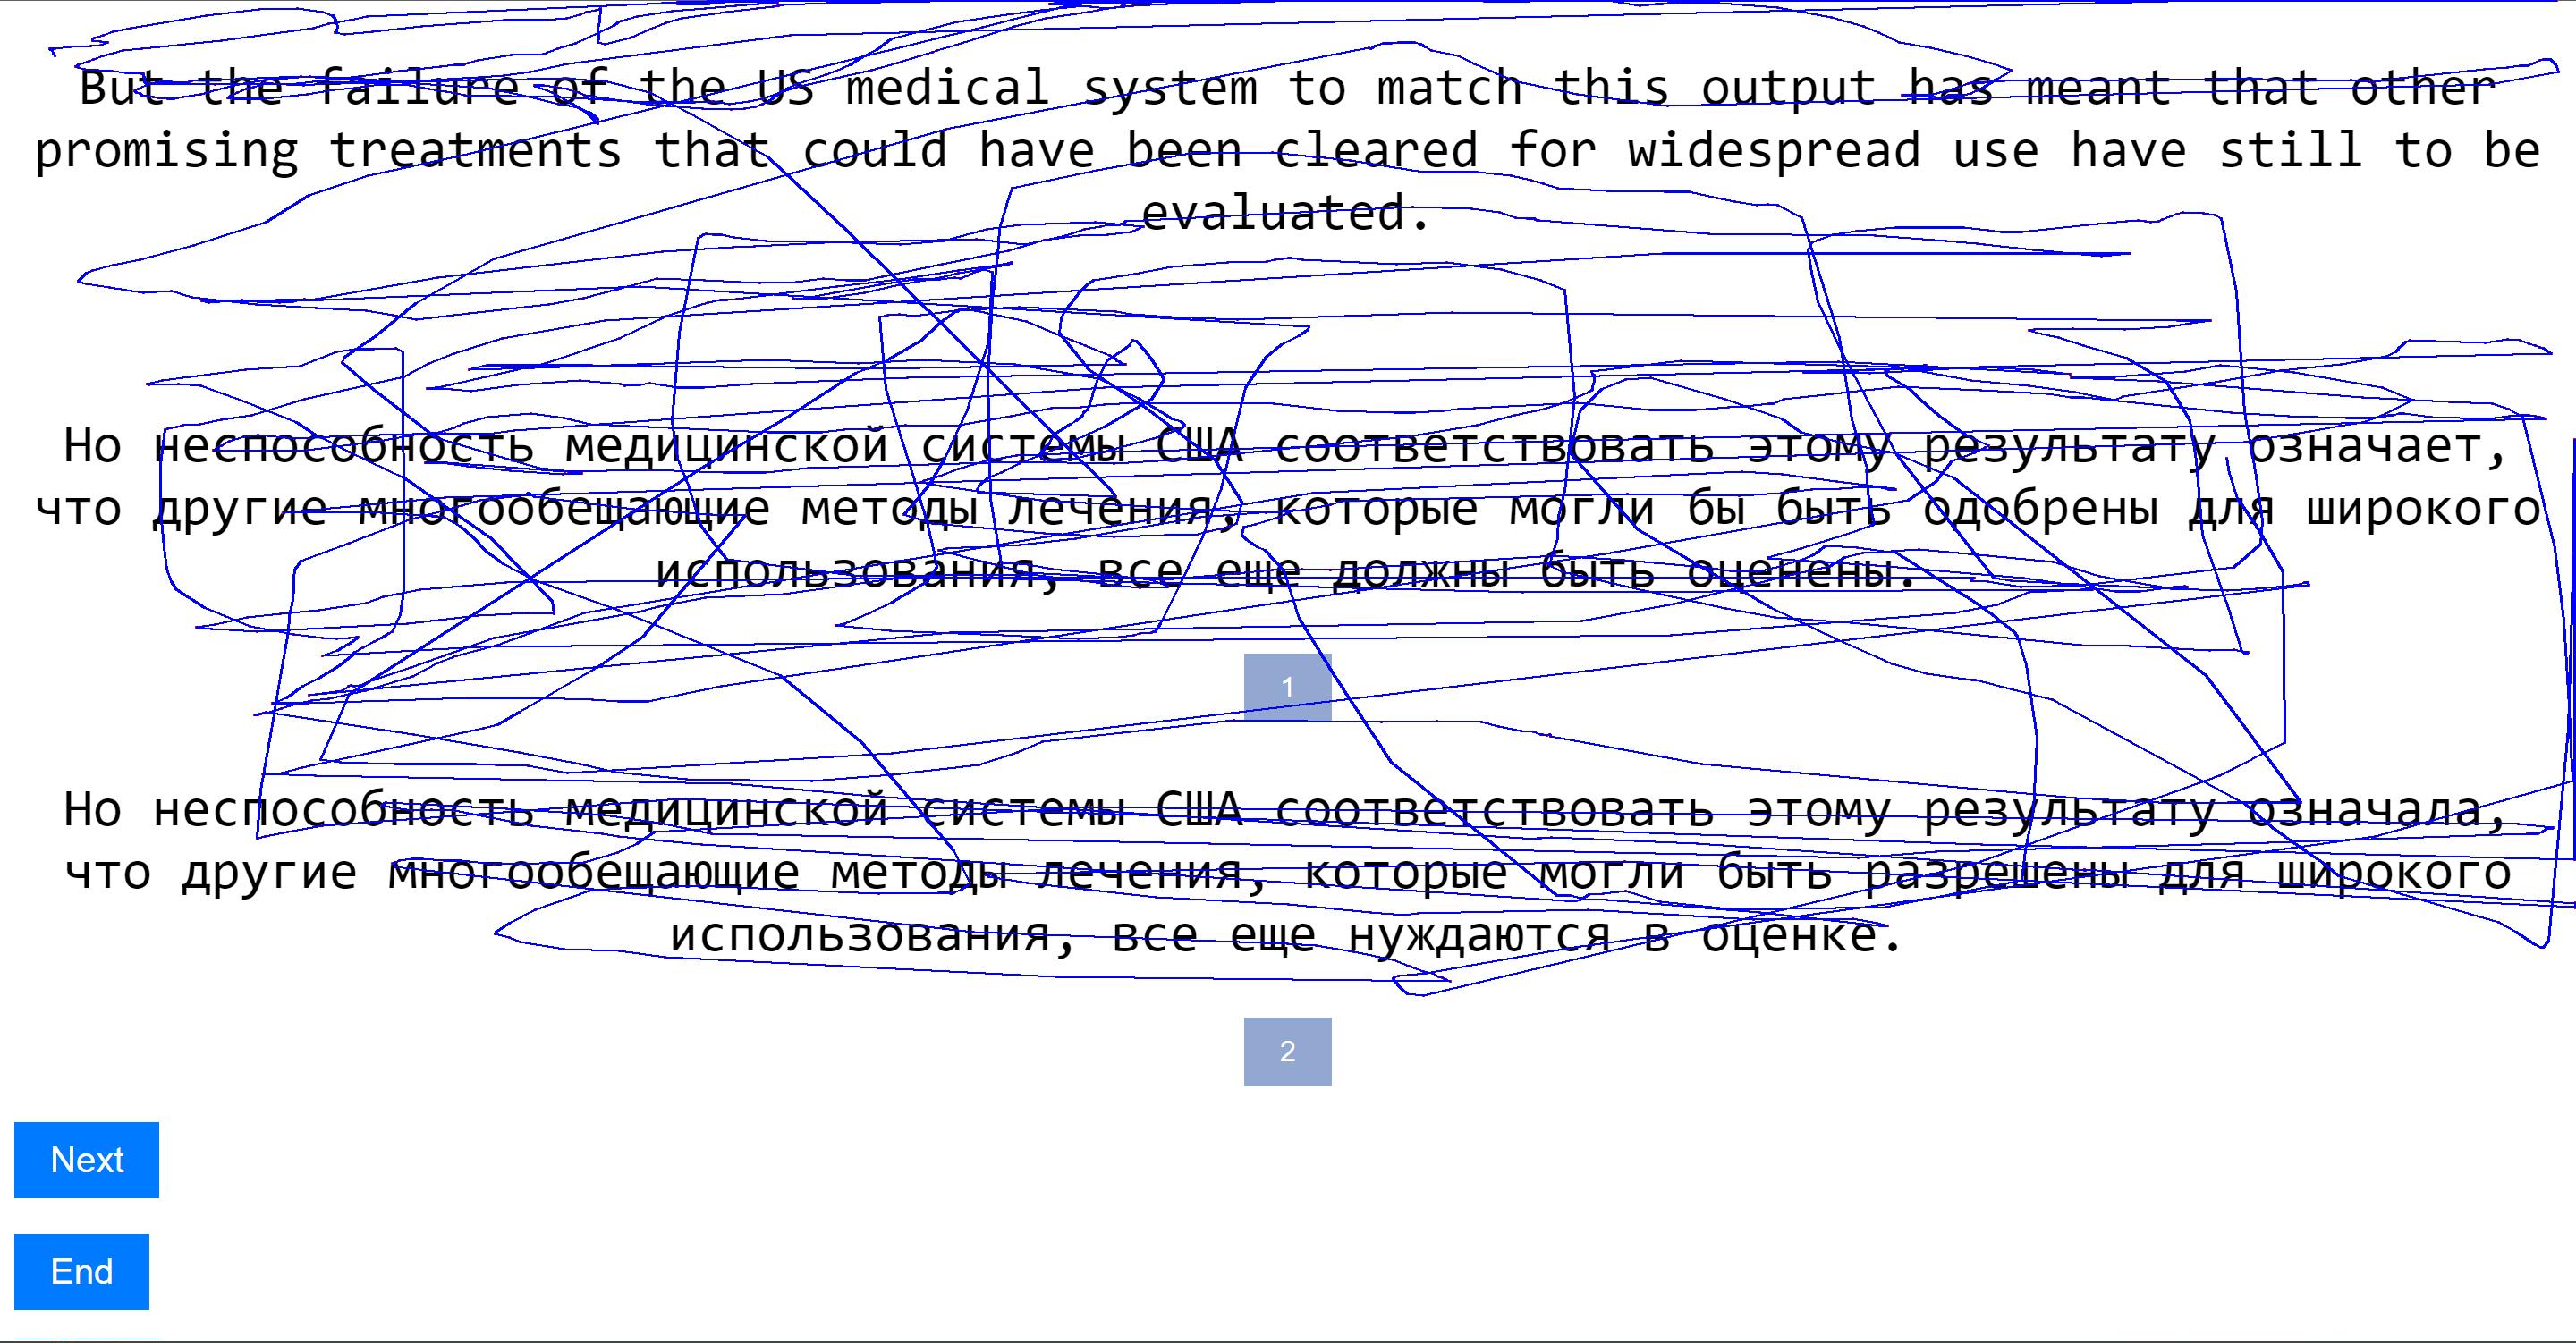 But the failure of the US medical system to match this output has meant that other
promising treatments that could have been cleared for widespread use have still to be
evaluated.
Но неспособность медицинской системы США соответствовать этому результату означает,
что другие многообещающие методы лечения, которые могли бы быть одобрены для широкого
использования, все еще должны быть оценены.
1
Но неспособность медицинской системы США соответствовать этому результату означала,
что другие многообещающие методы лечения, которые могли быть разрешены для широкого
использования, все еще нуждаются в оценке.
2
Next
End